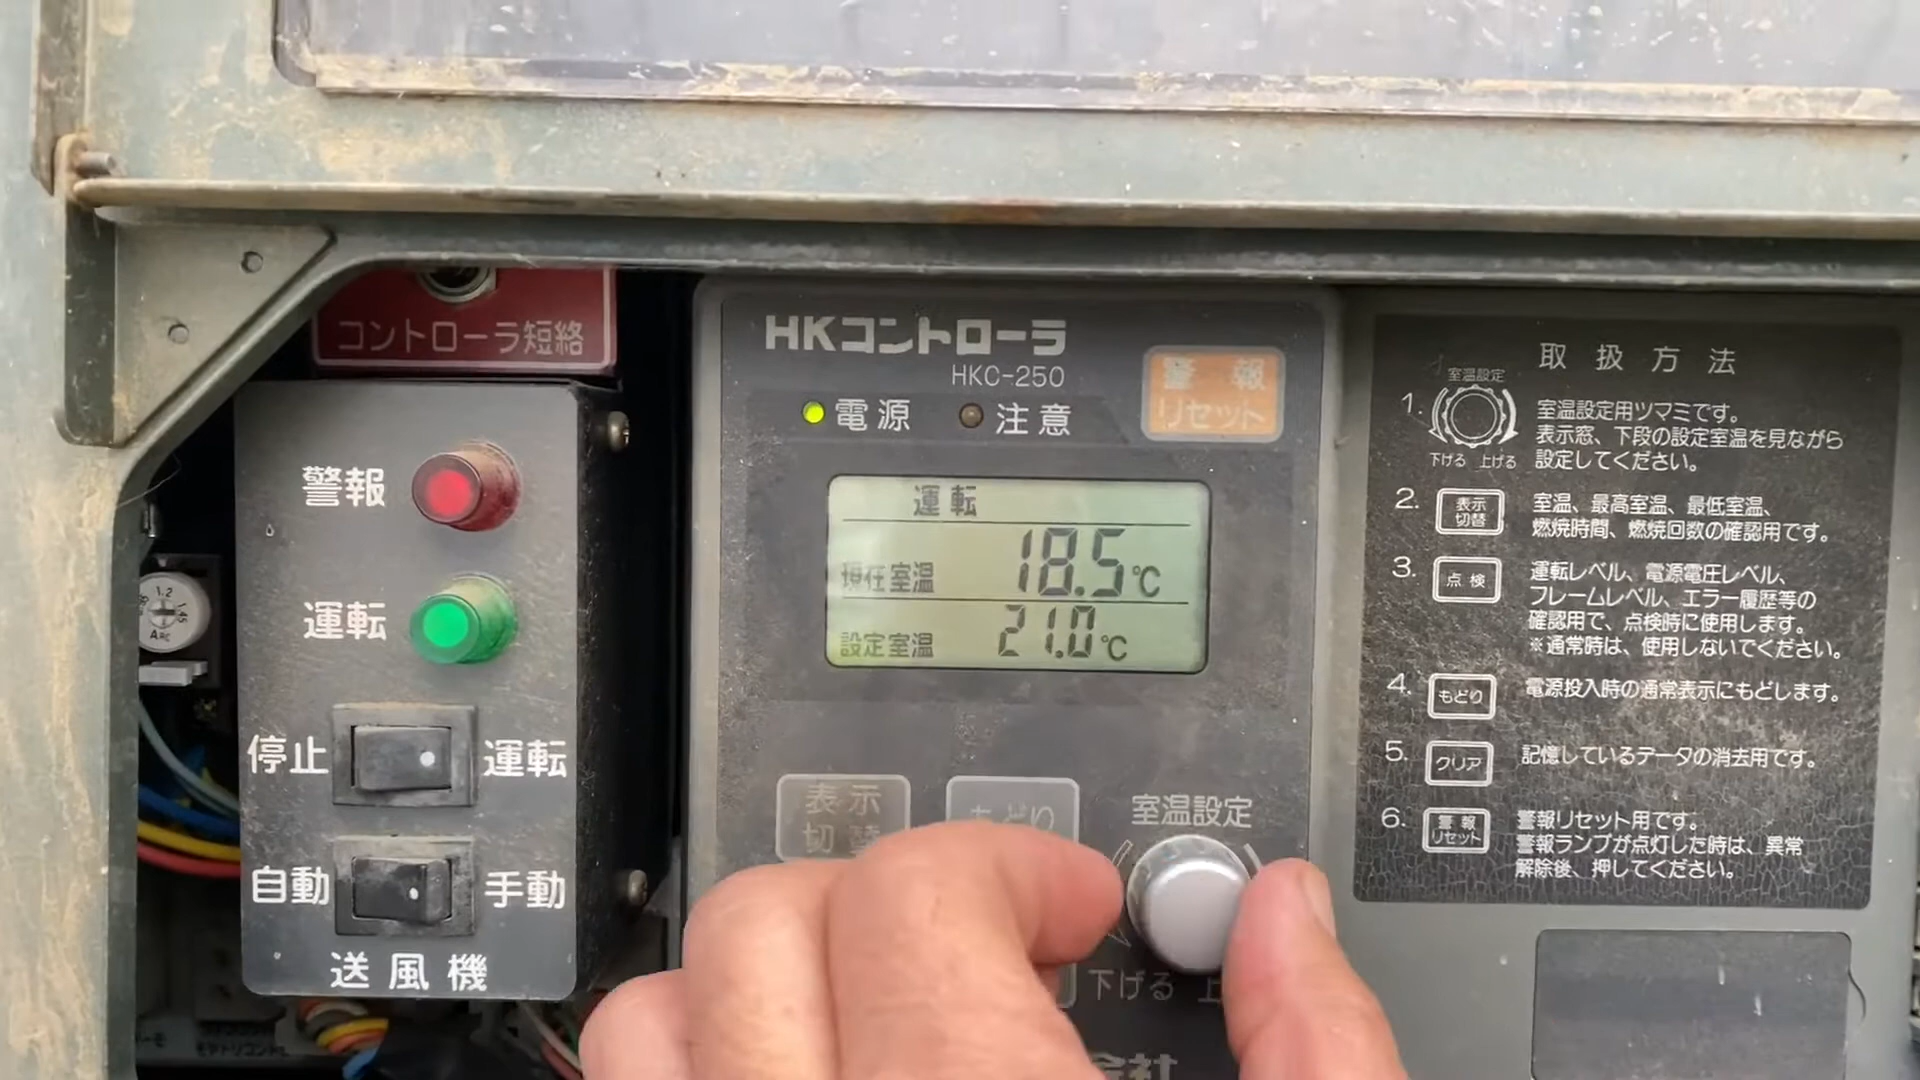 コントローラ短絡
警報
運転
停止 運転
自動 手動
送風機
1.2
HKコントローラ
HKC-250
電源 注意
警報
リセット
運転
現在室温 18.5℃
設定室温 21.0℃
表示
切替
もどり
室温設定
下げる 上
会社
取扱方法
1. 室温設定
下げる 上げる
室温設定用ツマミです。
表示窓、下段の設定室温を見ながら
設定してください。
2. 表示
切替
室温、最高室温、最低室温、
燃焼時間、燃焼回数の確認用です。
3. 点検
運転レベル、電源電圧レベル、
フレームレベル、エラー履歴等の
確認用で、点検時に使用します。
※通常時は、使用しないでください。
4. もどり 電源投入時の通常表示にもどします。
5. クリア 記憶しているデータの消去用です。
6. 警報
リセット
警報リセット用です。
警報ランプが点灯した時は、異常
解除後、押してください。